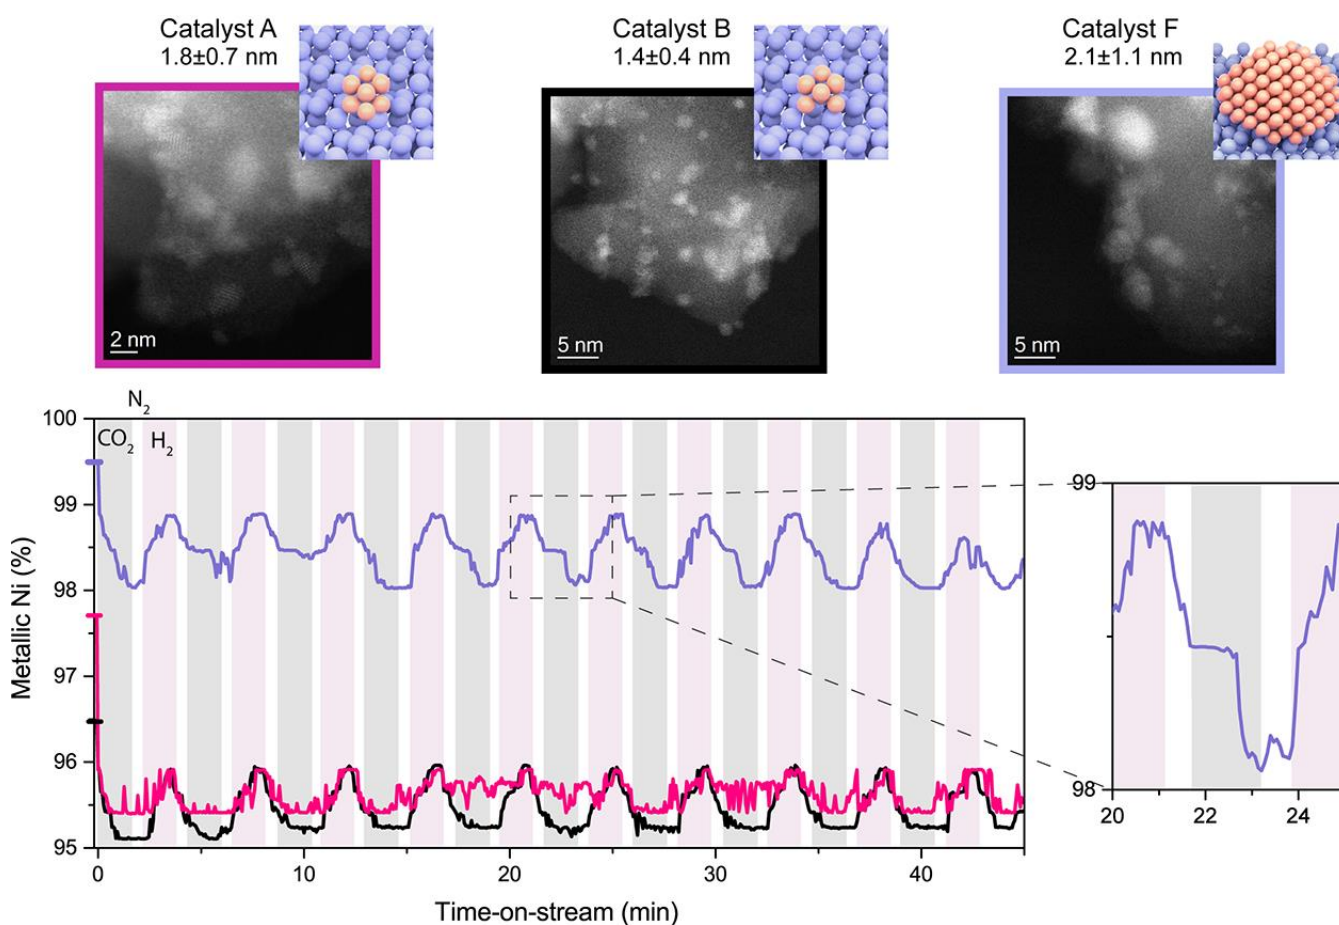 Catalyst A
1.8±0.7 nm
Catalyst B
1.4±0.4 nm
Catalyst F
2.1±1.1 nm
2 nm
5 nm
5 nm
N₂
CO₂ H₂
100
99
98
97
96
95
Metallic Ni (%)
0 10 20 30 40
Time-on-stream (min)
99
98
20 22 24